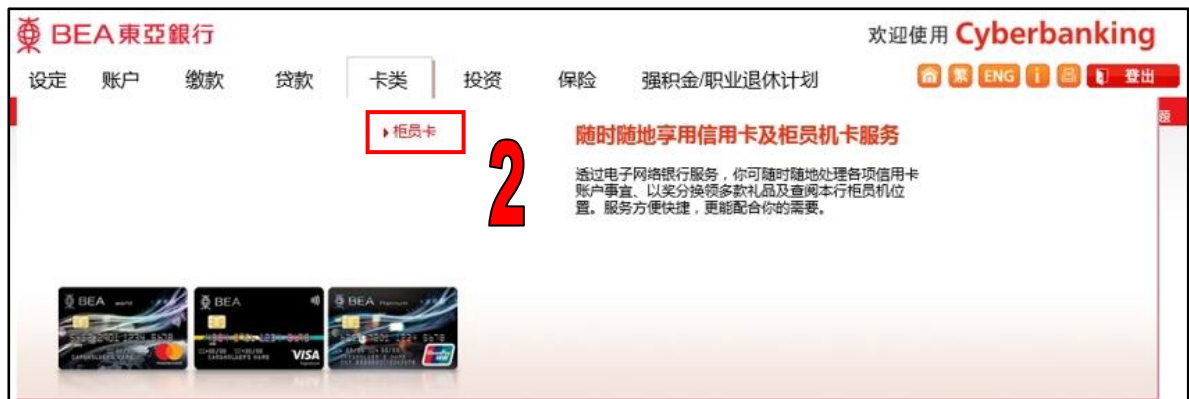 BEA東亞銀行
欢迎使用 Cyberbanking
设定 账户 缴款 贷款 卡类 投资 保险 强积金/职业退休计划 繁 ENG i 登出
柜员卡
2
随时随地享用信用卡及柜员机卡服务
透过电子网络银行服务，你可随时随地处理各项信用卡
账户事宜、以奖分换领多款礼品及查阅本行柜员机位
置。服务方便快捷，更能配合你的需要。
BEA world
BEA
BEA Platinum
VISA